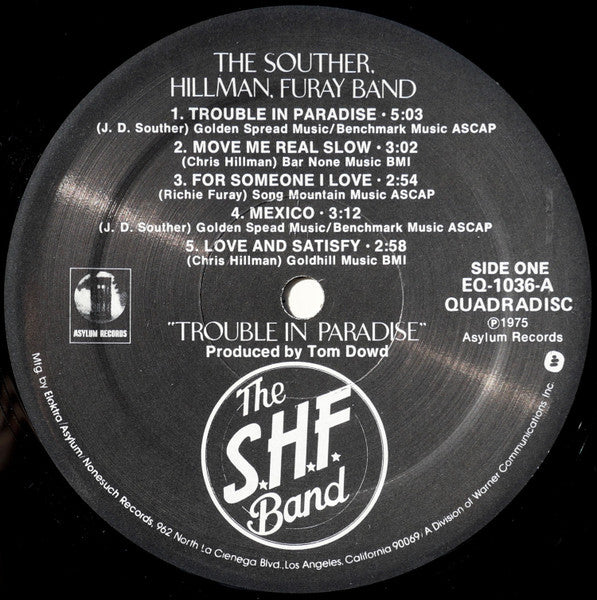 THE SOUTHER,
HILLMAN, FURAY BAND
1. TROUBLE IN PARADISE • 5:03
(J. D. Souther) Golden Spread Music/Benchmark Music ASCAP
2. MOVE ME REAL SLOW • 3:02
(Chris Hillman) Bar None Music BMI
3. FOR SOMEONE I LOVE • 2:54
(Richie Furay) Song Mountain Music ASCAP
4. MEXICO • 3:12
(J. D. Souther) Golden Spead Music/Benchmark Music ASCAP
5. LOVE AND SATISFY • 2:58
(Chris Hillman) Goldhill Music BMI
ASYLUM RECORDS
SIDE ONE
EQ-1036-A
QUADRADISC
Ⓟ1975
Asylum Records
"TROUBLE IN PARADISE"
Produced by Tom Dowd
The
S.H.F.
Band
Mfg by Elektra/Asylum/Nonesuch Records, 962 North La Cienega Blvd., Los Angeles, California 90069/A Division of Warner Communications Inc.